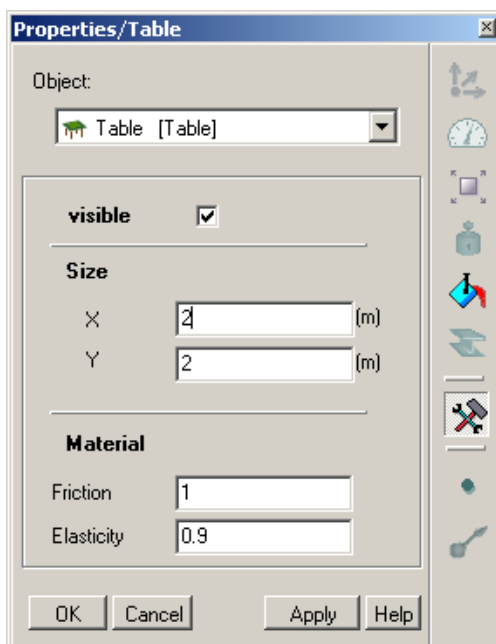 Properties/Table
Object:
Table [Table]
visible
Size
X 2 (m)
Y 2 (m)
Material
Friction 1
Elasticity 0.9
OK Cancel Apply Help